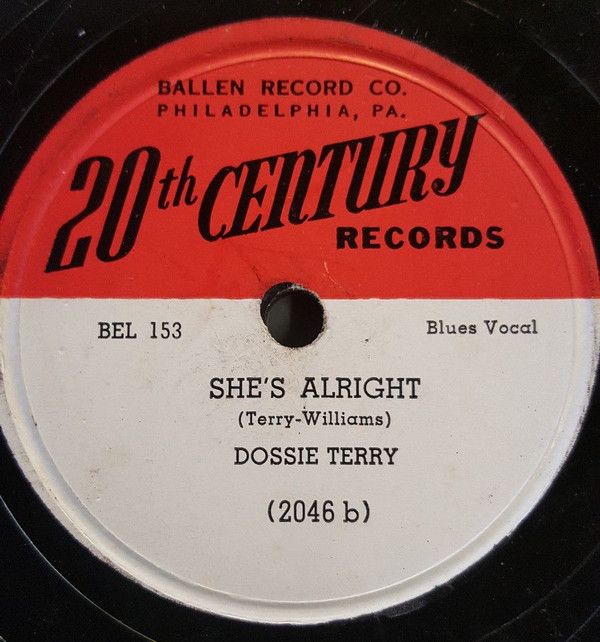 BALLEN RECORD CO.
PHILADELPHIA, PA.
20th CENTURY
RECORDS
BEL 153 Blues Vocal
SHE'S ALRIGHT
(Terry-Williams)
DOSSIE TERRY
(2046 b)